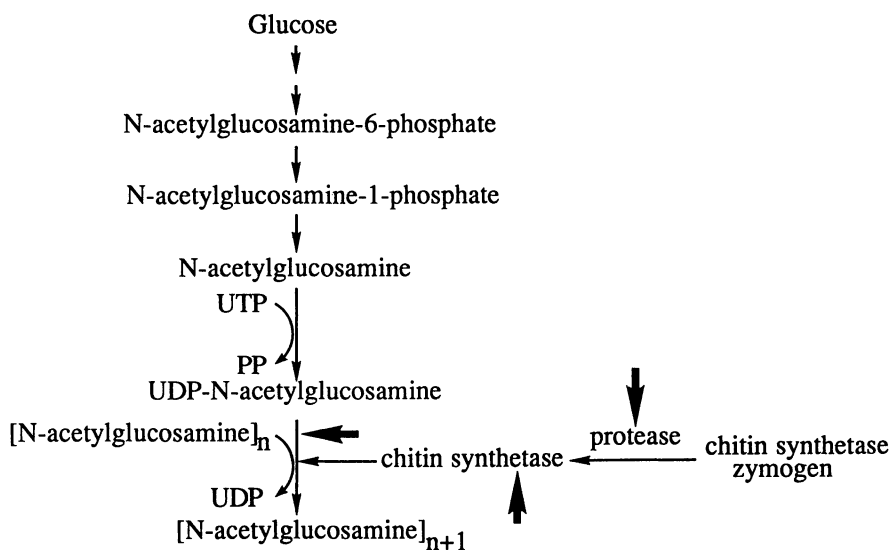 Glucose
N-acetylglucosamine-6-phosphate
N-acetylglucosamine-1-phosphate
N-acetylglucosamine
UTP
PP
UDP-N-acetylglucosamine
[N-acetylglucosamine]n
protease
chitin synthetase
chitin synthetase
zymogen
UDP
[N-acetylglucosamine]n+1